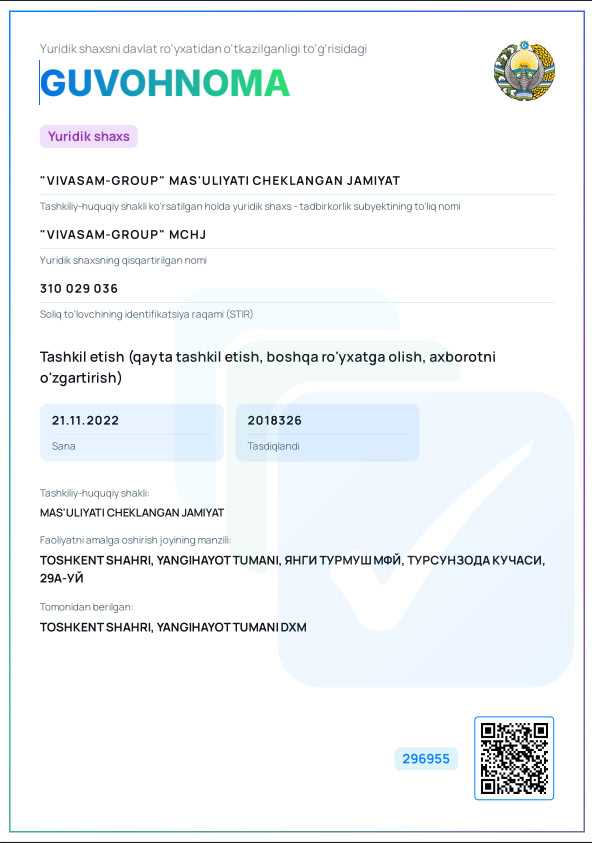 Yuridik shaxsni davlat ro'yxatidan o'tkazilganligi to'g'risidagi
GUVOHNOMA
Yuridik shaxs
"VIVASAM-GROUP" MAS'ULIYATI CHEKLANGAN JAMIYAT
Tashkiliy-huquqiy shakli ko'rsatilgan holda yuridik shaxs - tadbirkorlik subyektining to'liq nomi
"VIVASAM-GROUP" MCHJ
Yuridik shaxsning qisqartirilgan nomi
310 029 036
Soliq to'lovchining identifikatsiya raqami (STIR)
Tashkil etish (qayta tashkil etish, boshqa ro'yxatga olish, axborotni
o'zgartirish)
21.11.2022
Sana
2018326
Tasdiqlandi
Tashkiliy-huquqiy shakli:
MAS'ULIYATI CHEKLANGAN JAMIYAT
Faoliyatni amalga oshirish joyining manzili:
TOSHKENT SHAHRI, YANGIHAYOT TUMANI, ЯНГИ ТУРМУШ МФЙ, ТУРСУНЗОДА КУЧАСИ,
29А-УЙ
Tomonidan berilgan:
TOSHKENT SHAHRI, YANGIHAYOT TUMANI DXM
296955